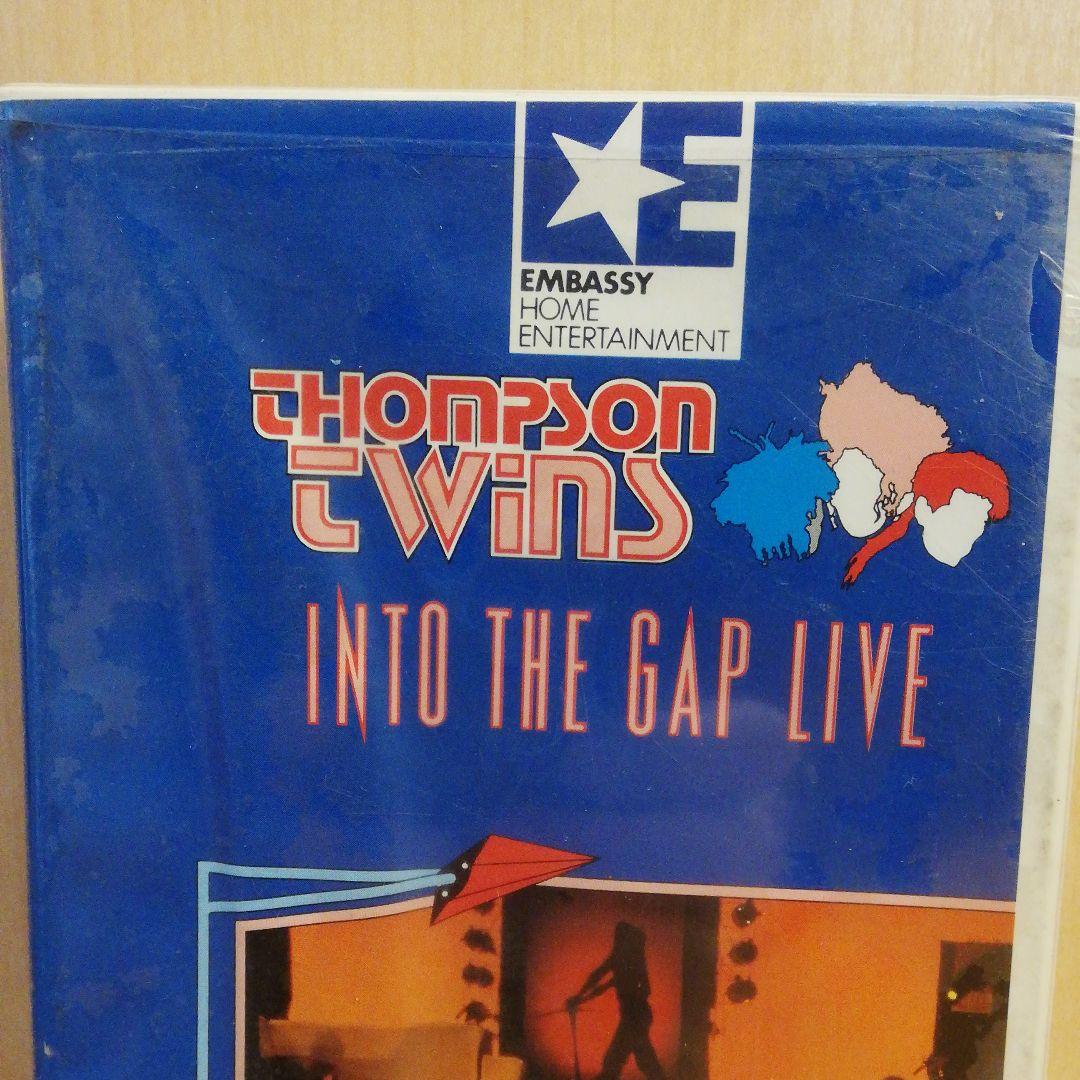 E
EMBASSY
HOME
ENTERTAINMENT
THOMPSON
TWINS
INTO THE GAP LIVE